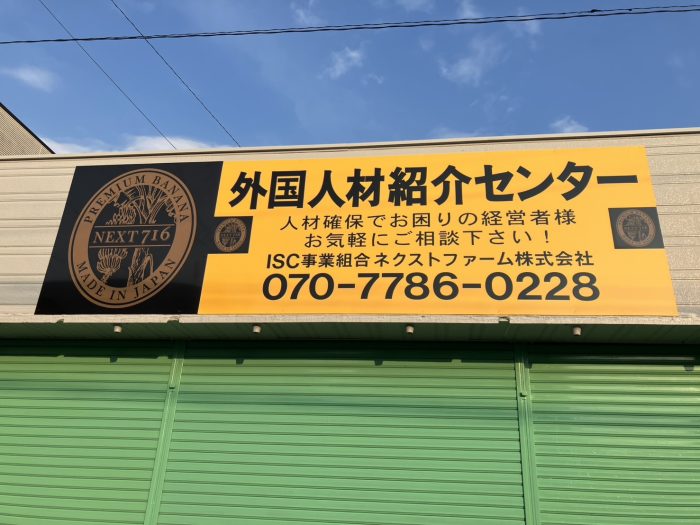 PREMIUM BANANA
NEXT 716
MADE IN JAPAN
外国人材紹介センター
人材確保でお困りの経営者様
お気軽にご相談下さい！
ISC事業組合 ネクストファーム株式会社
070-7786-0228